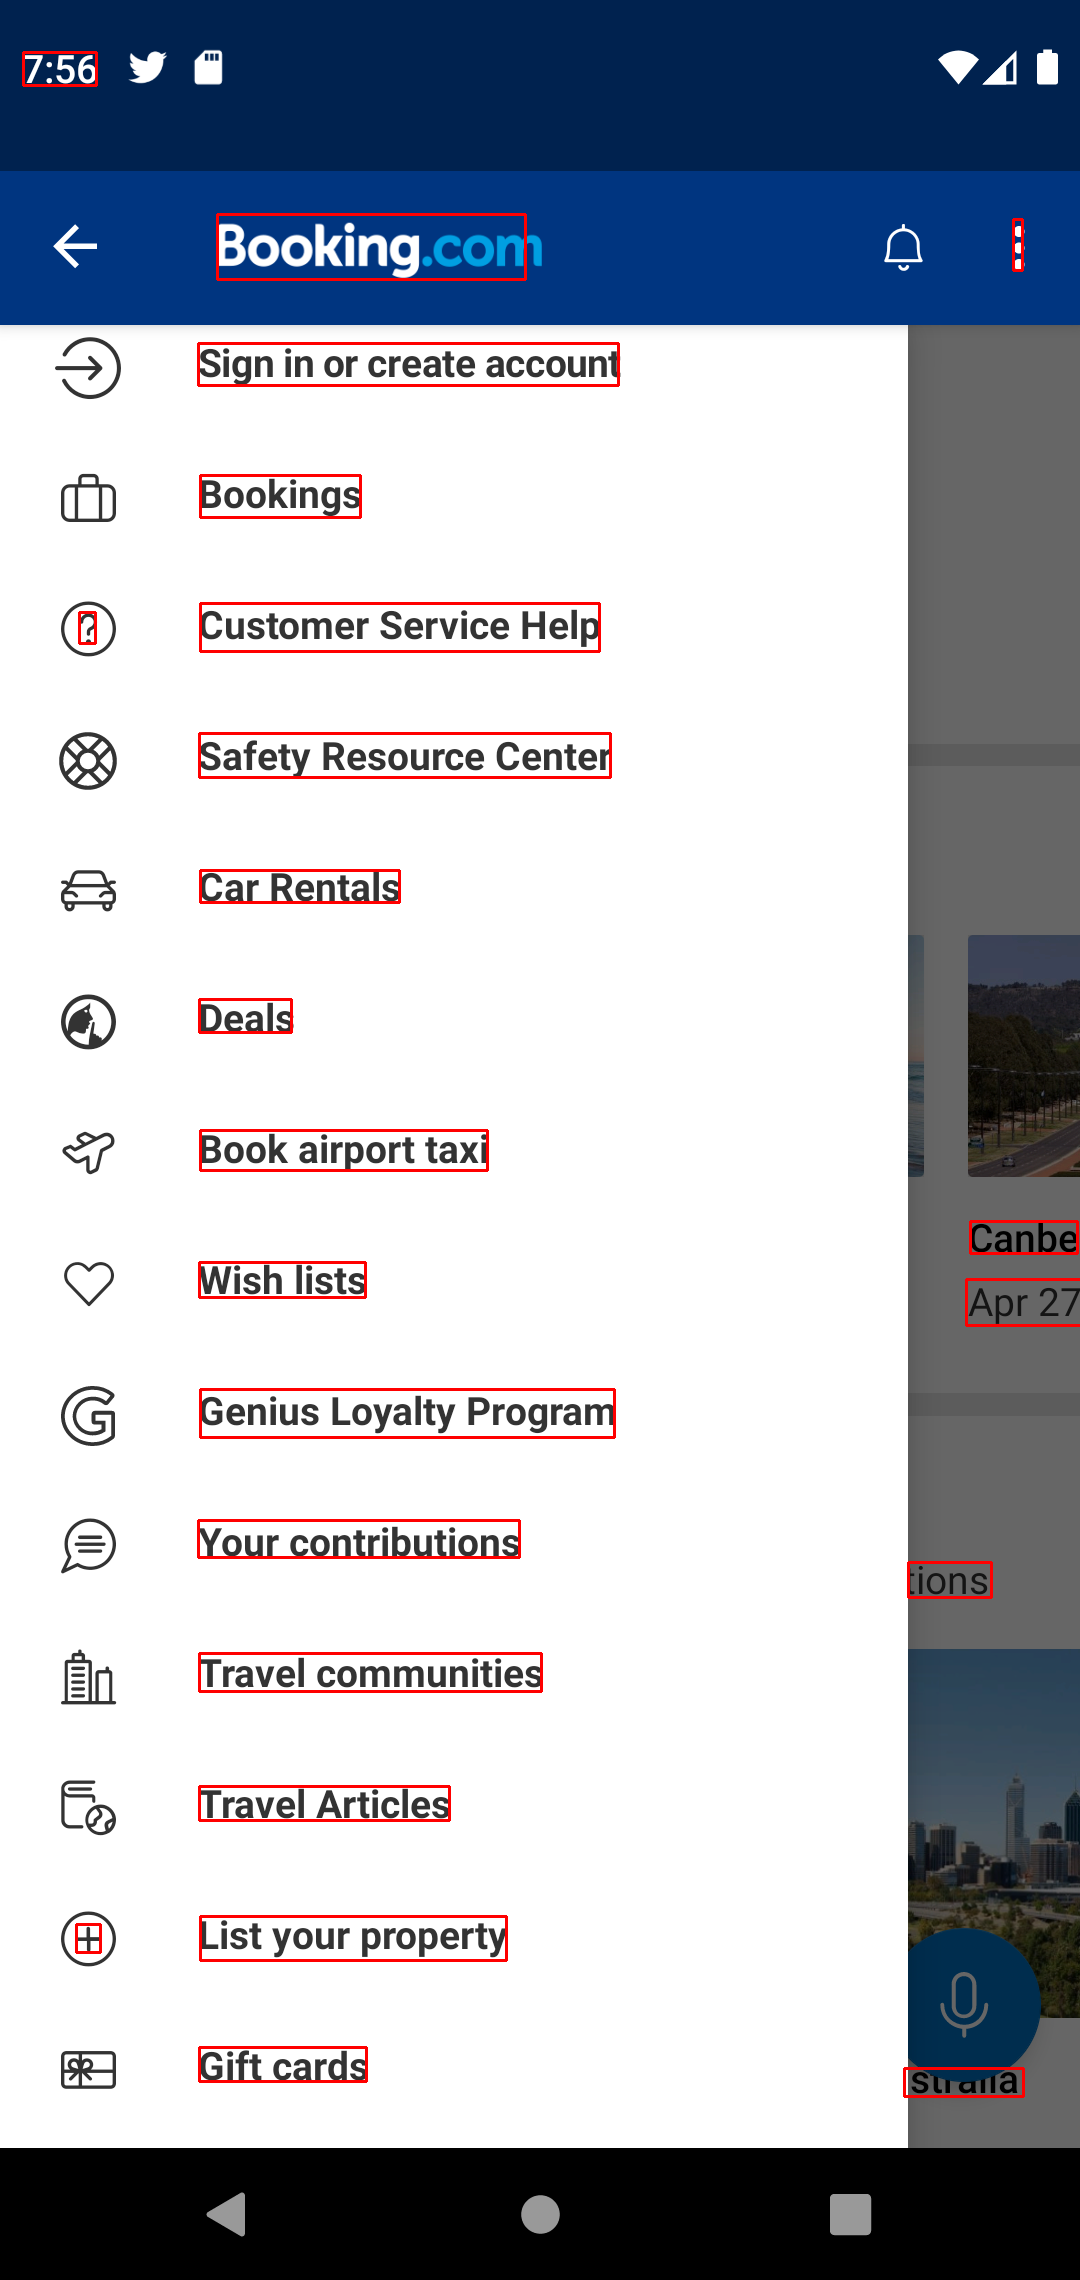 7:56
Booking.com
Sign in or create account
Bookings
Customer Service Help
Safety Resource Center
Car Rentals
Deals
Book airport taxi
Canbe
Wish lists
Apr 27
Genius Loyalty Program
Your contributions
tions
Travel communities
Travel Articles
List your property
Gift cards
stralia